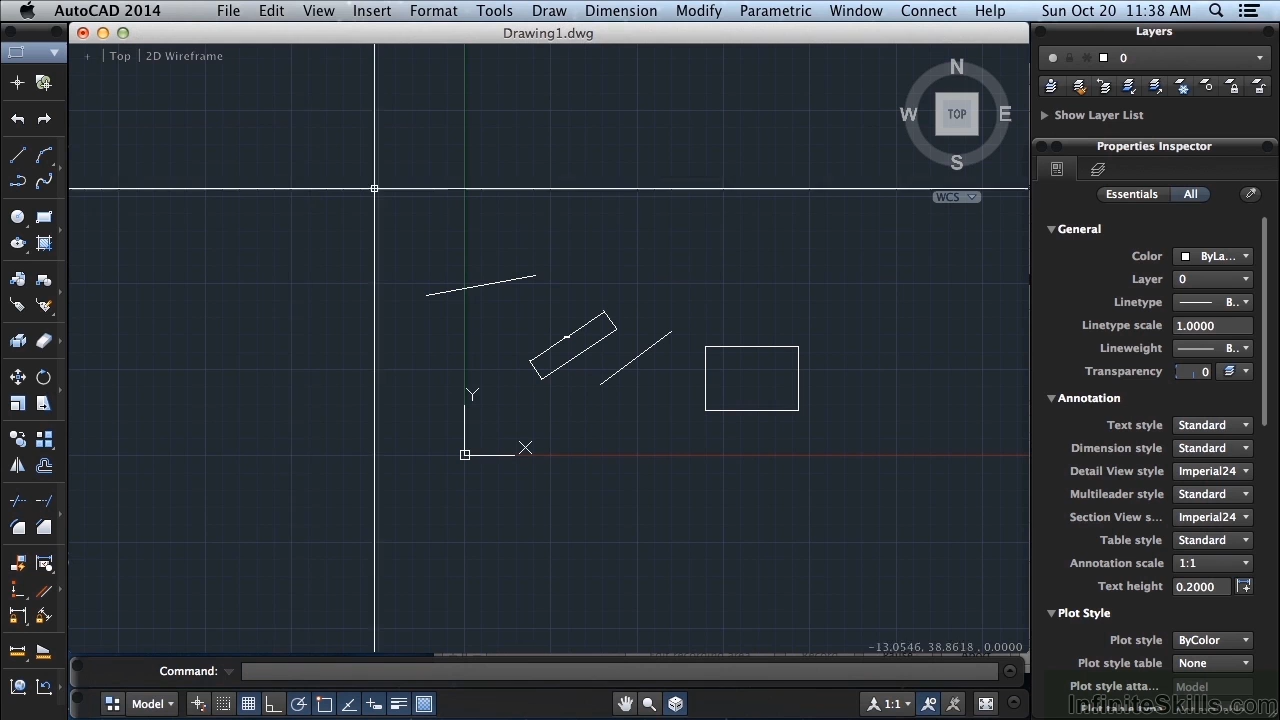 AutoCAD 2014 File Edit View Insert Format Tools Draw Dimension Modify Parametric Window Connect Help Sun Oct 20 11:38 AM
Drawing1.dwg
+ | Top | 2D Wireframe
N
W TOP E
S
WCS
Y
X
-13.0546, 38.8618 , 0.0000
Command:
Model
1:1
Layers
0
Show Layer List
Properties Inspector
Essentials All
General
Color ByLa...
Layer 0
Linetype B..
Linetype scale 1.0000
Lineweight B..
Transparency 0
Annotation
Text style Standard
Dimension style Standard
Detail View style Imperial24
Multileader style Standard
Section View s... Imperial24
Table style Standard
Annotation scale 1:1
Text height 0.2000
Plot Style
Plot style ByColor
Plot style table None
Plot style atta... Model
Plot table type
InfiniteSkills.com